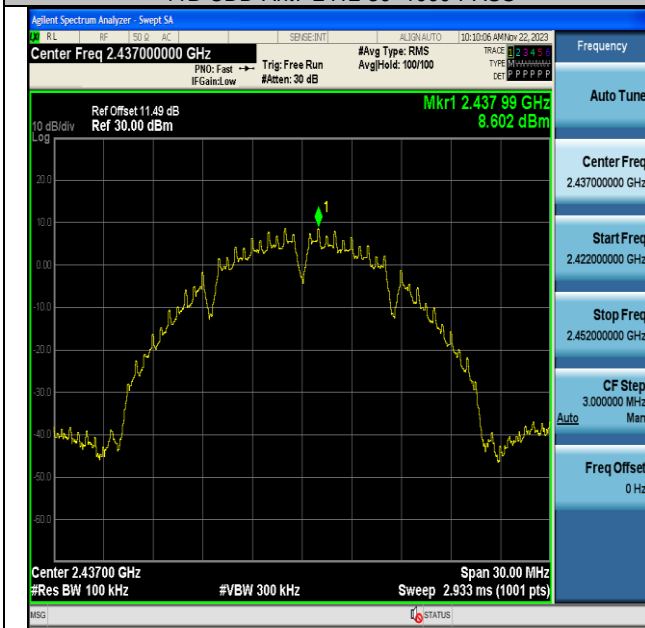 Agilent Spectrum Analyzer - Swept SA
RL RF 50 Ω AC SENSE:INT ALIGN AUTO 10:10:06 AM Nov 22, 2023
Center Freq 2.437000000 GHz
PNO: Fast
IFGain:Low
Trig: Free Run
#Atten: 30 dB
#Avg Type: RMS
Avg|Hold: 100/100
TRACE 1 2 3 4 5 6
TYPE M
DET P P P P P
Ref Offset 11.49 dB
10 dB/div Ref 30.00 dBm
Log
Mkr1 2.437 99 GHz
8.602 dBm
1
20.0
10.0
0.00
-10.0
-20.0
-30.0
-40.0
-50.0
-60.0
Center 2.43700 GHz Span 30.00 MHz
#Res BW 100 kHz #VBW 300 kHz Sweep 2.933 ms (1001 pts)
MSG STATUS
Frequency
Auto Tune
Center Freq
2.437000000 GHz
Start Freq
2.422000000 GHz
Stop Freq
2.452000000 GHz
CF Step
3.000000 MHz
Auto Man
Freq Offset
0 Hz